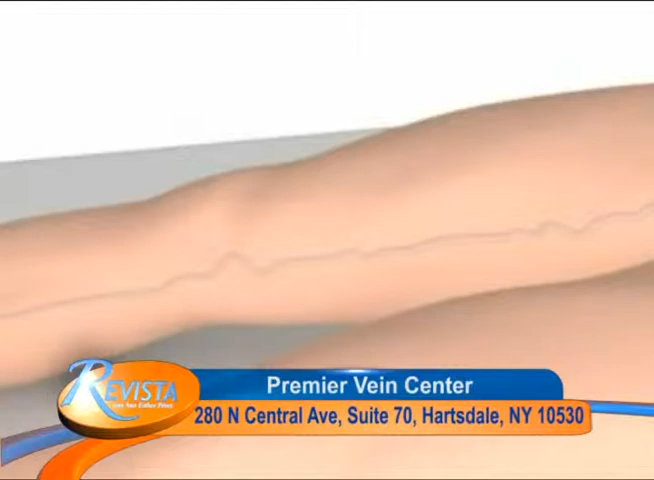 Premier Vein Center
REVISTA
280 N Central Ave, Suite 70, Hartsdale, NY 10530